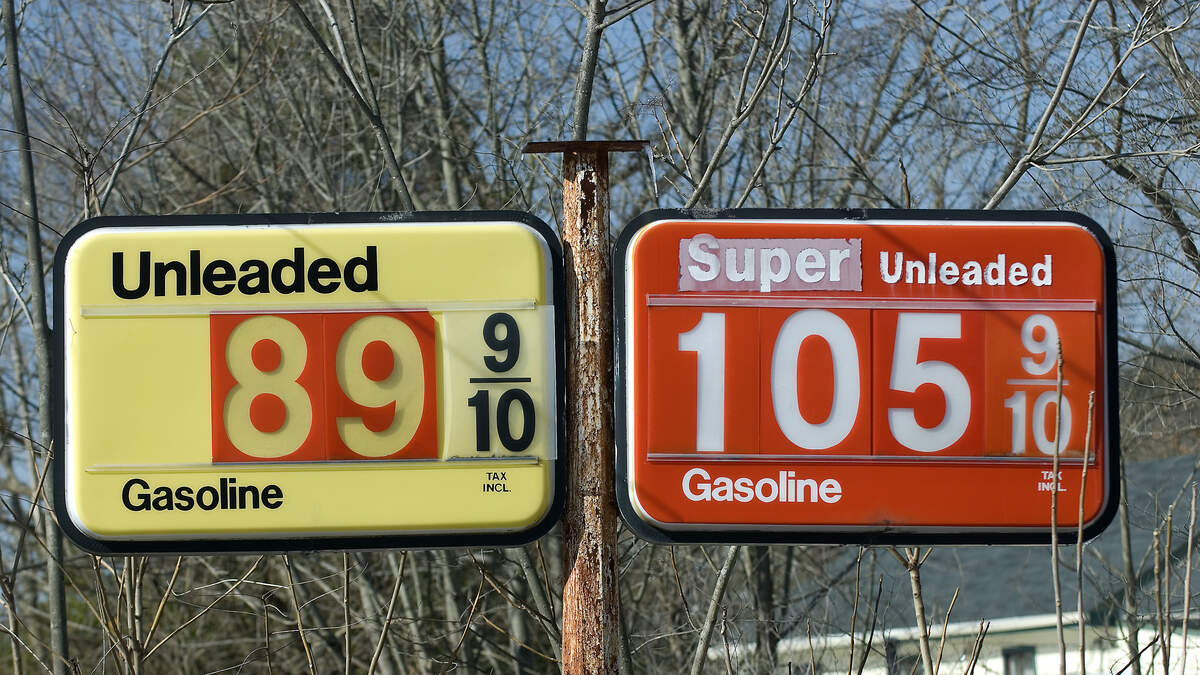 Unleaded
89 9/10
Gasoline TAX INCL.
Super Unleaded
105 9/10
Gasoline TAX INCL.